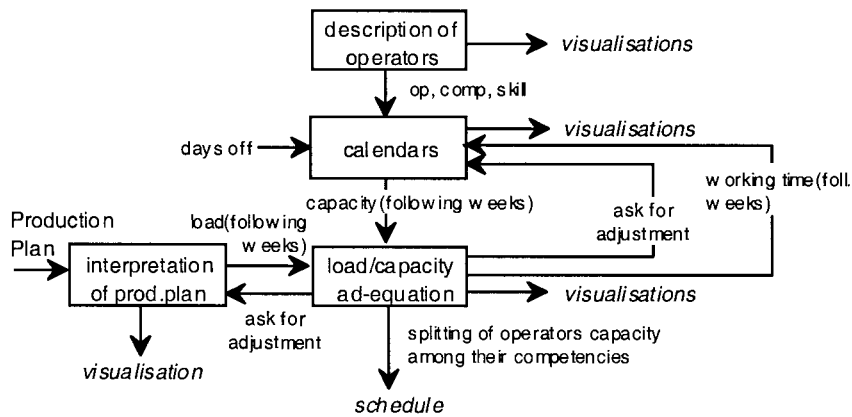 description of
operators
visualisations
op, comp, skill
days off
calendars
visualisations
working time(foll.
weeks)
capacity(following weeks)
ask for
adjustment
Production
Plan
load(following
weeks)
interpretation
of prod.plan
load/capacity
ad-equation
visualisations
ask for
adjustment
splitting of operators capacity
among their competencies
visualisation
schedule